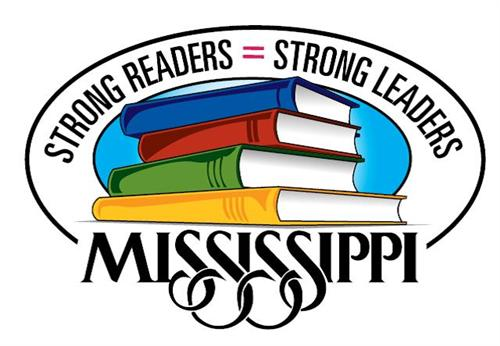 STRONG READERS = STRONG LEADERS
MISSISSIPPI